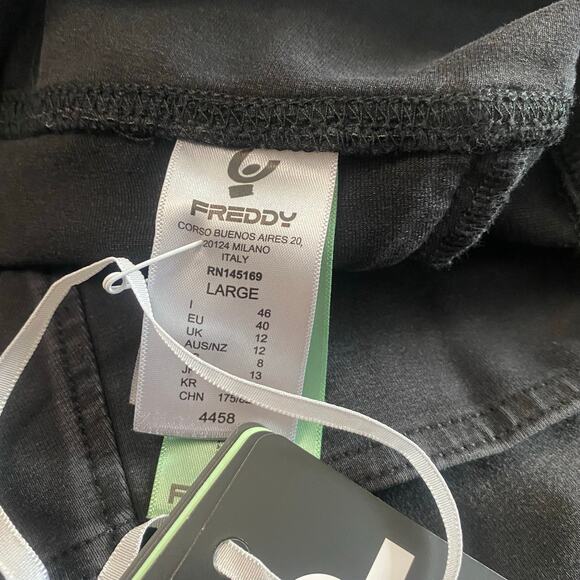 FREDDY
CORSO BUENOS AIRES 20,
20124 MILANO
ITALY
RN145169
LARGE
I 46
EU 40
UK 12
AUS/NZ 12
8
13
KR
CHN
4458